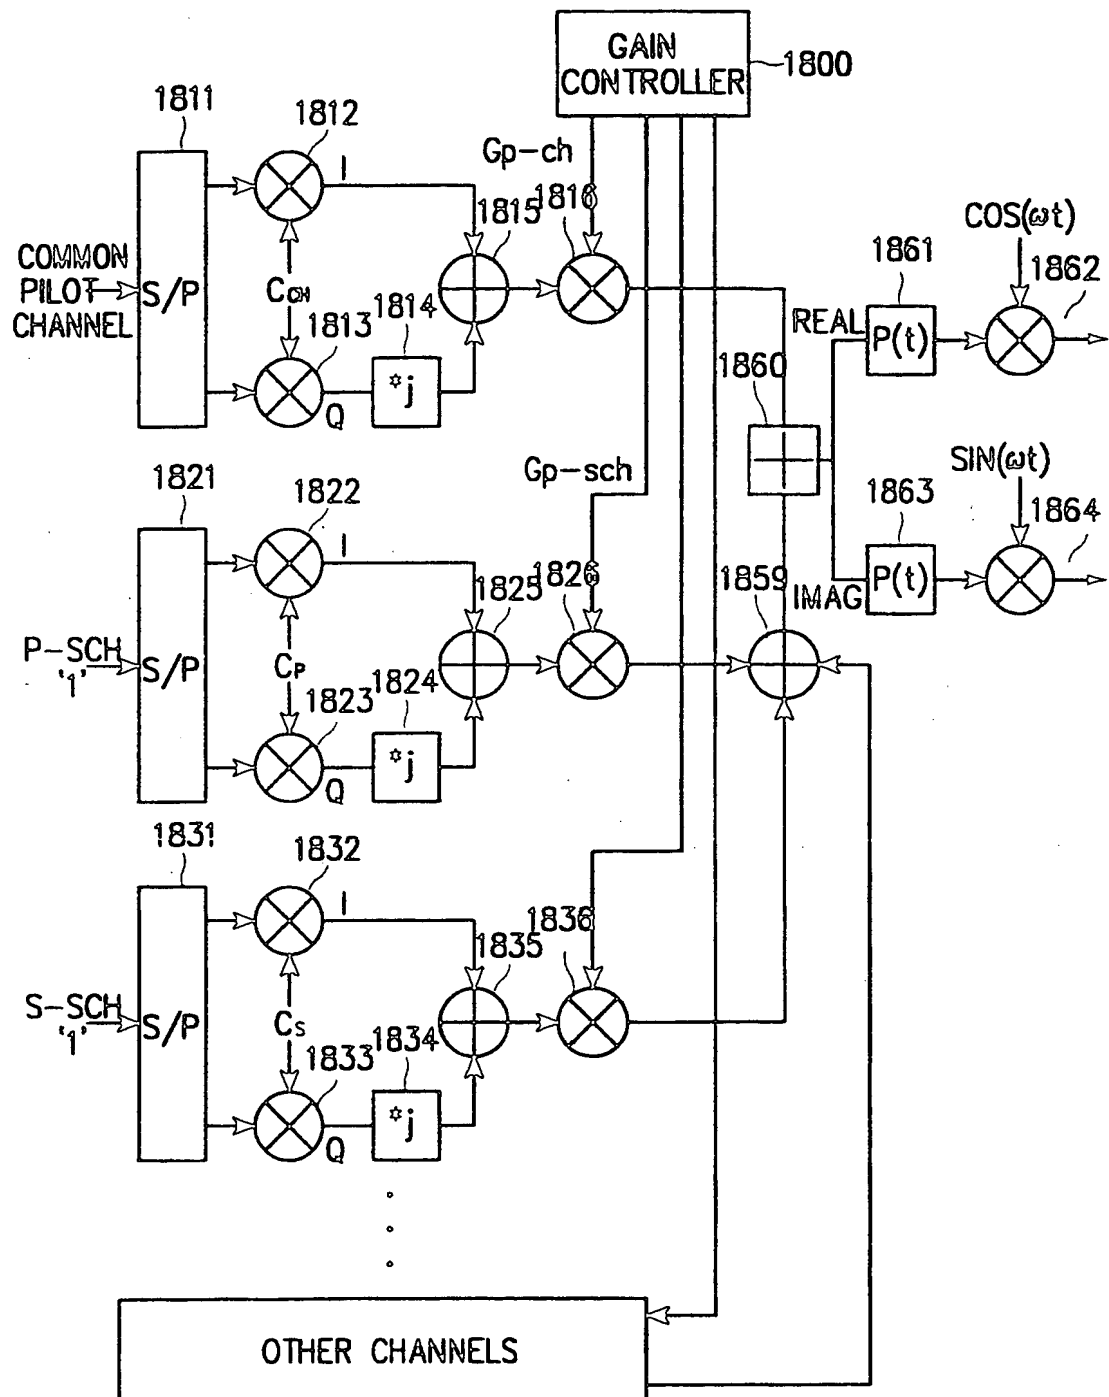 GAIN
CONTROLLER
1800
1811
1812
I
Gp-ch
1815
1816
COMMON
PILOT
CHANNEL
S/P
CCH
1813
1814
*j
Q
COS(ωt)
1861
1862
REAL
P(t)
1860
1821
1822
I
Gp-sch
SIN(ωt)
1863
1864
P(t)
IMAG
1825
1826
1859
P-SCH
'1'
S/P
CP
1823
1824
*j
Q
1831
1832
I
1835
1836
S-SCH
'1'
S/P
CS
1833
1834
*j
Q
OTHER CHANNELS